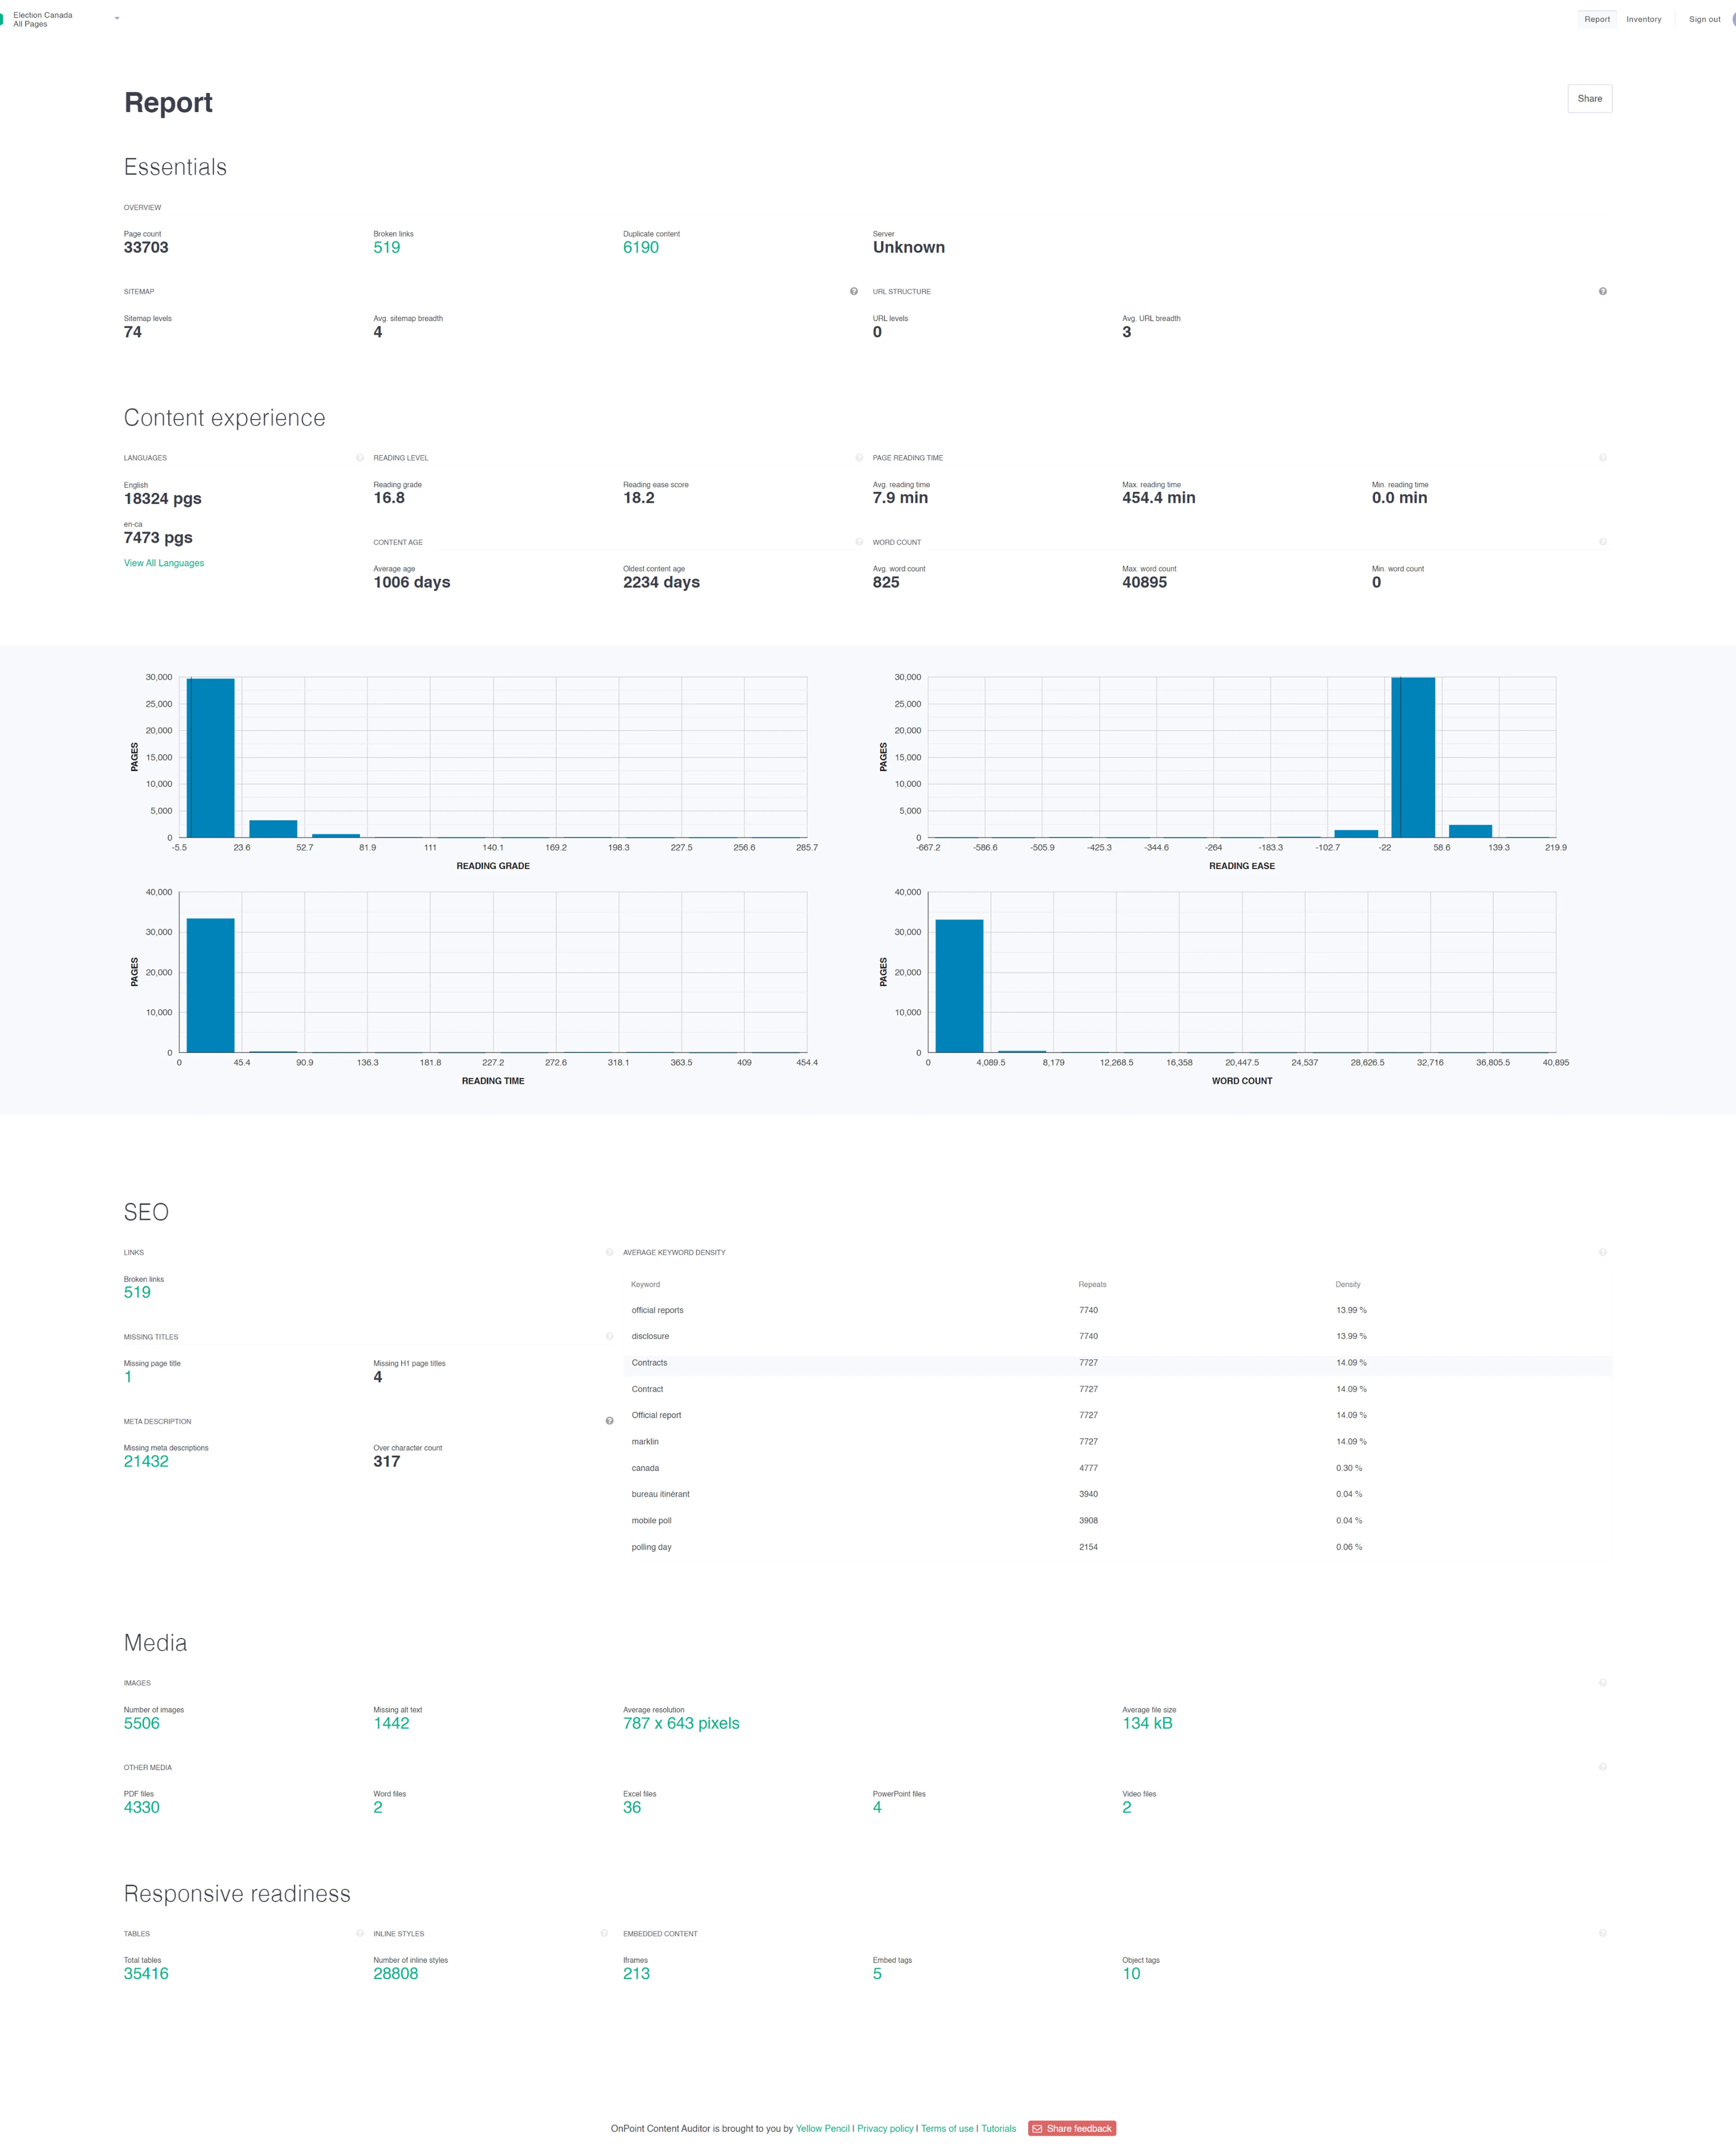 Election Canada
All Pages
Report Inventory Sign out
Report
Share
Essentials
OVERVIEW
Page count Broken links Duplicate content Server
33703 519 6190 Unknown
SITEMAP URL STRUCTURE
Sitemap levels Avg. sitemap breadth URL levels Avg. URL breadth
74 4 0 3
Content experience
LANGUAGES READING LEVEL PAGE READING TIME
English Reading grade Reading ease score Avg. reading time Max. reading time Min. reading time
18324 pgs 16.8 18.2 7.9 min 454.4 min 0.0 min
en-ca
7473 pgs
CONTENT AGE WORD COUNT
View All Languages
Average age Oldest content age Avg. word count Max. word count Min. word count
1006 days 2234 days 825 40895 0
PAGES
30,000
25,000
20,000
15,000
10,000
5,000
0
-5.5 23.6 52.7 81.9 111 140.1 169.2 198.3 227.5 256.6 285.7
READING GRADE
PAGES
30,000
25,000
20,000
15,000
10,000
5,000
0
-667.2 -586.6 -505.9 -425.3 -344.6 -264 -183.3 -102.7 -22 58.6 139.3 219.9
READING EASE
PAGES
40,000
30,000
20,000
10,000
0
0 45.4 90.9 136.3 181.8 227.2 272.6 318.1 363.5 409 454.4
READING TIME
PAGES
40,000
30,000
20,000
10,000
0
0 4,089.5 8,179 12,268.5 16,358 20,447.5 24,537 28,626.5 32,716 36,805.5 40,895
WORD COUNT
SEO
LINKS
Broken links
519
MISSING TITLES
Missing page title Missing H1 page titles
1 4
META DESCRIPTION
Missing meta descriptions Over character count
21432 317
AVERAGE KEYWORD DENSITY
Keyword Repeats Density
official reports 7740 13.99 %
disclosure 7740 13.99 %
Contracts 7727 14.09 %
Contract 7727 14.09 %
Official report 7727 14.09 %
marklin 7727 14.09 %
canada 4777 0.30 %
bureau itinérant 3940 0.04 %
mobile poll 3908 0.04 %
polling day 2154 0.06 %
Media
IMAGES
Number of images Missing alt text Average resolution Average file size
5506 1442 787 x 643 pixels 134 kB
OTHER MEDIA
PDF files Word files Excel files PowerPoint files Video files
4330 2 36 4 2
Responsive readiness
TABLES INLINE STYLES EMBEDDED CONTENT
Total tables Number of inline styles Iframes Embed tags Object tags
35416 28808 213 5 10
OnPoint Content Auditor is brought to you by Yellow Pencil | Privacy policy | Terms of use | Tutorials Share feedback